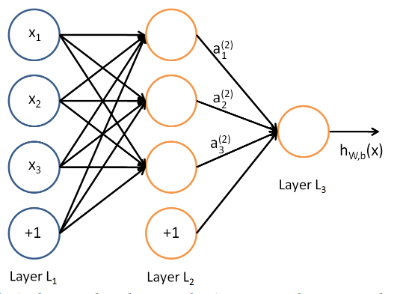 x1
x2
x3
+1
Layer L1
+1
Layer L2
a1(2)
a2(2)
a3(2)
Layer L3
hW,b(x)